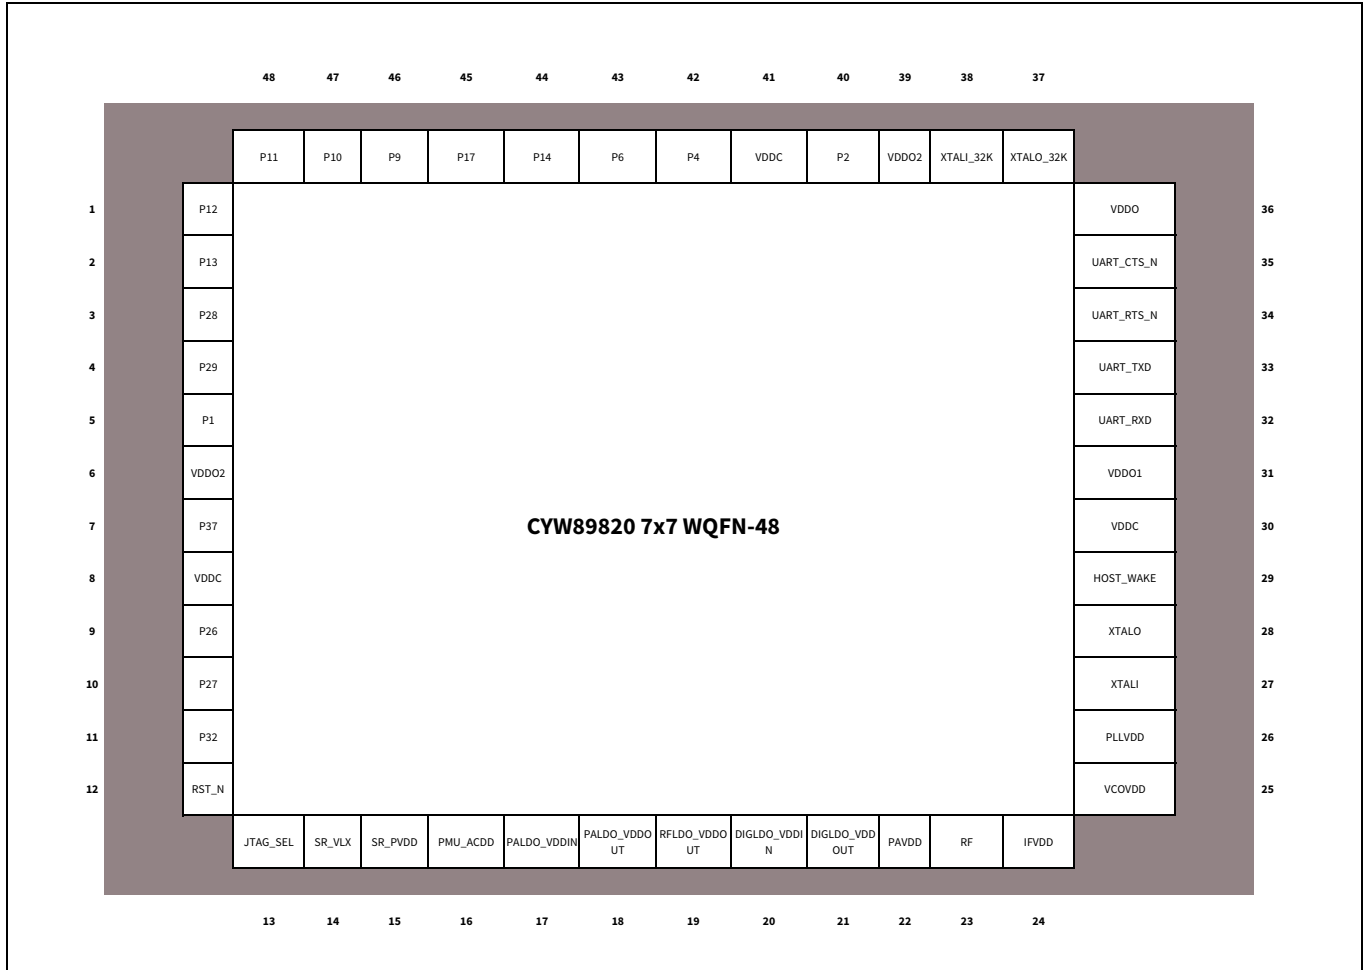 48 47 46 45 44 43 42 41 40 39 38 37
P11 P10 P9 P17 P14 P6 P4 VDDC P2 VDDO2 XTALI_32K XTALO_32K
1 P12 VDDO 36
2 P13 UART_CTS_N 35
3 P28 UART_RTS_N 34
4 P29 UART_TXD 33
5 P1 UART_RXD 32
6 VDDO2 VDDO1 31
7 P37 CYW89820 7x7 WQFN-48 VDDC 30
8 VDDC HOST_WAKE 29
9 P26 XTALO 28
10 P27 XTALI 27
11 P32 PLLVDD 26
12 RST_N VCOVDD 25
JTAG_SEL SR_VLX SR_PVDD PMU_ACDD PALDO_VDDIN PALDO_VDDO RFLDO_VDDO DIGLDO_VDDI DIGLDO_VDD PAVDD RF IFVDD
UT UT N OUT
13 14 15 16 17 18 19 20 21 22 23 24